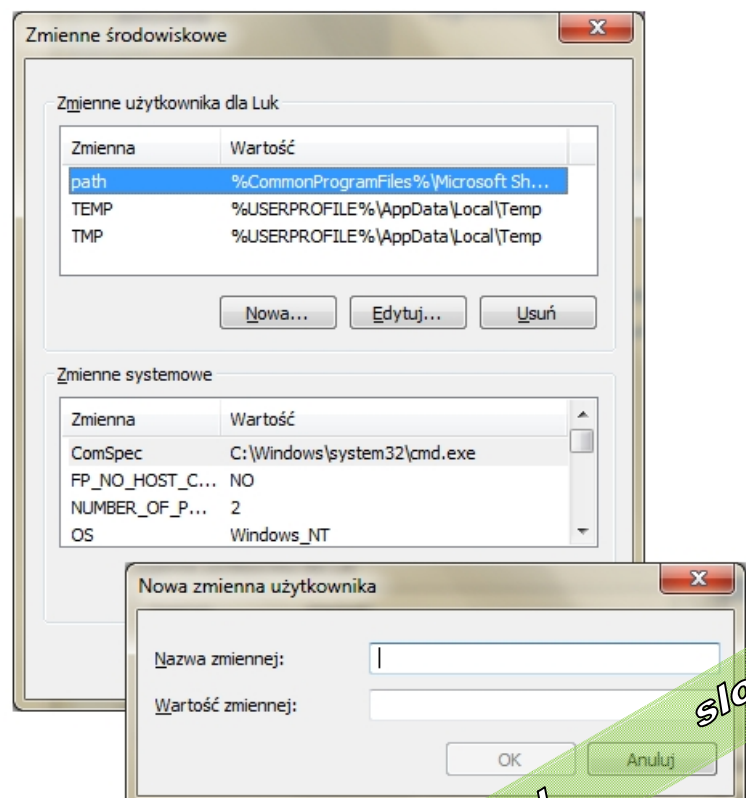 Zmienne środowiskowe
Zmienne użytkownika dla Luk
Zmienna Wartość
path %CommonProgramFiles%\Microsoft Sh...
TEMP %USERPROFILE%\AppData\Local\Temp
TMP %USERPROFILE%\AppData\Local\Temp
Nowa... Edytuj... Usuń
Zmienne systemowe
Zmienna Wartość
ComSpec C:\Windows\system32\cmd.exe
FP_NO_HOST_C... NO
NUMBER_OF_P... 2
OS Windows_NT
Nowa zmienna użytkownika
Nazwa zmiennej:
Wartość zmiennej:
OK Anuluj